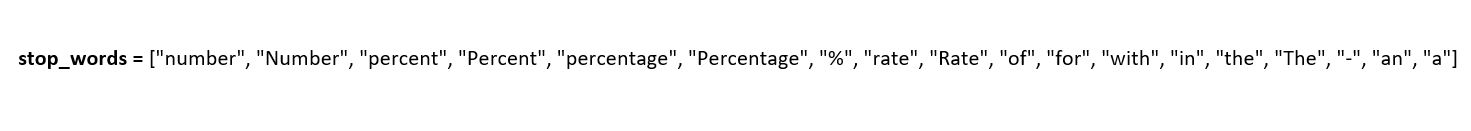 stop_words = ["number", "Number", "percent", "Percent", "percentage", "Percentage", "%", "rate", "Rate", "of", "for", "with", "in", "the", "The", "-", "an", "a"]